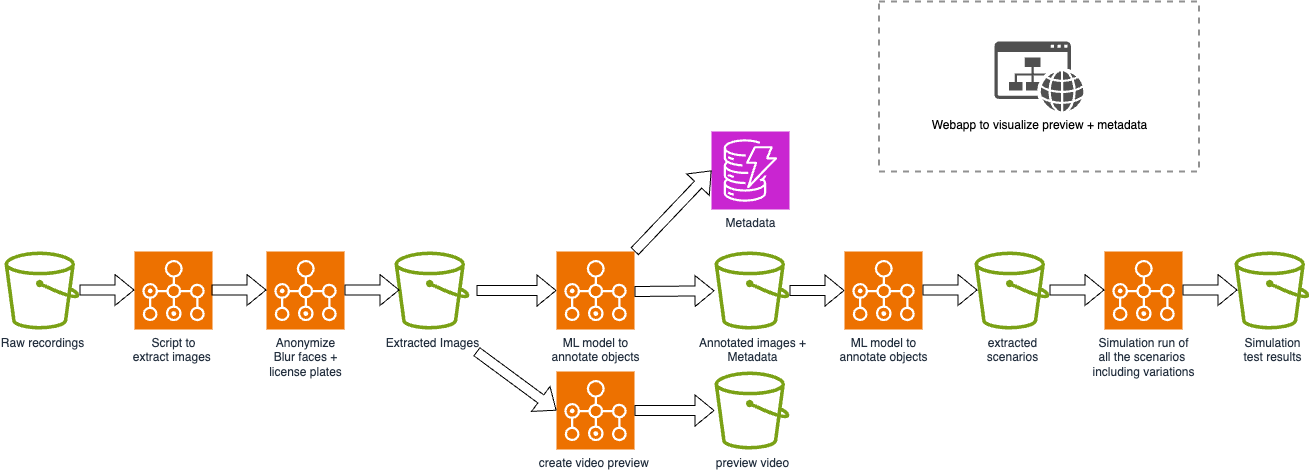 Webapp to visualize preview + metadata
Metadata
Raw recordings
Script to
extract images
Anonymize
Blur faces +
license plates
Extracted Images
ML model to
annotate objects
Annotated images +
Metadata
ML model to
annotate objects
extracted
scenarios
Simulation run of
all the scenarios
including variations
Simulation
test results
create video preview
preview video